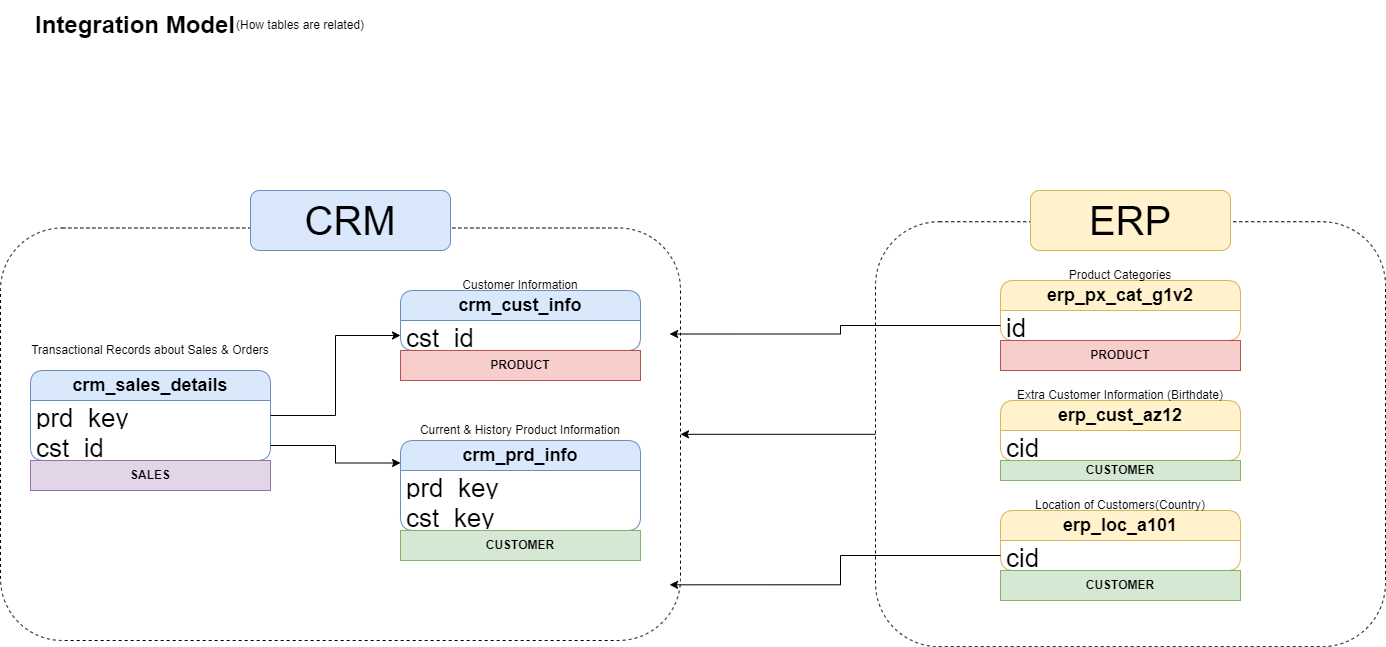 Integration Model (How tables are related)
CRM
Customer Information
crm_cust_info
cst_id
PRODUCT
Transactional Records about Sales & Orders
crm_sales_details
prd_key
cst_id
SALES
Current & History Product Information
crm_prd_info
prd_key
cst_key
CUSTOMER
ERP
Product Categories
erp_px_cat_g1v2
id
PRODUCT
Extra Customer Information (Birthdate)
erp_cust_az12
cid
CUSTOMER
Location of Customers(Country)
erp_loc_a101
cid
CUSTOMER